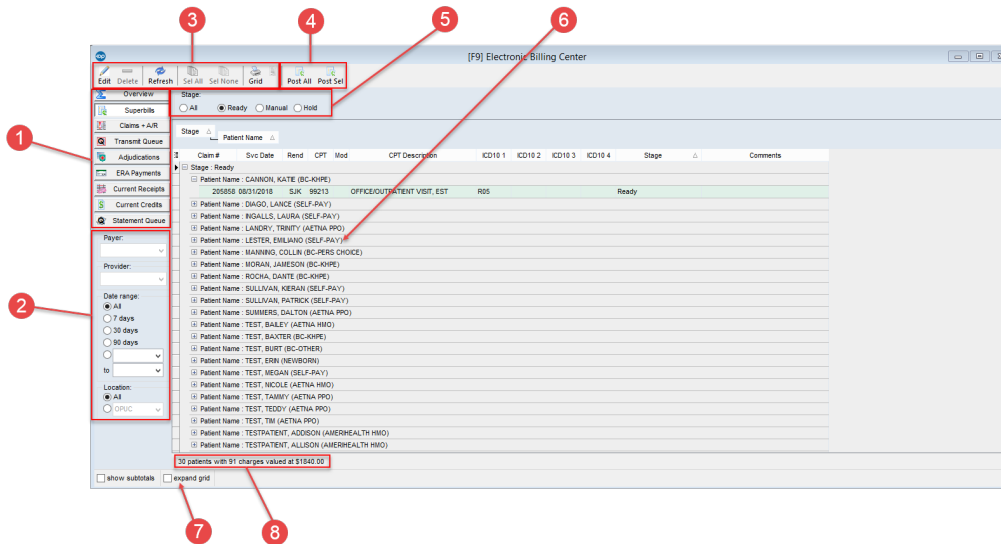 3
4
5
6
[F9] Electronic Billing Center
Edit Delete Refresh Sel All Sel None Grid Post All Post Sel
Overview
Superbills
Claims + A/R
Transmit Queue
Adjudications
ERA Payments
Current Receipts
Current Credits
Statement Queue
1
Stage:
All Ready Manual Hold
Stage
Patient Name
Claim # Svc Date Rend CPT Mod CPT Description ICD10 1 ICD10 2 ICD10 3 ICD10 4 Stage Comments
Stage : Ready
Patient Name : CANNON, KATIE (BC-KHPE)
205858 08/31/2018 SJK 99213 OFFICE/OUTPATIENT VISIT, EST R05 Ready
Patient Name : DIAGO, LANCE (SELF-PAY)
Patient Name : INGALLS, LAURA (SELF-PAY)
Patient Name : LANDRY, TRINITY (AETNA PPO)
Patient Name : LESTER, EMILIANO (SELF-PAY)
Patient Name : MANNING, COLLIN (BC-PERS CHOICE)
Patient Name : MORAN, JAMESON (BC-KHPE)
Patient Name : ROCHA, DANTE (BC-KHPE)
Patient Name : SULLIVAN, KIERAN (SELF-PAY)
Patient Name : SULLIVAN, PATRICK (SELF-PAY)
Patient Name : SUMMERS, DALTON (AETNA PPO)
Patient Name : TEST, BAILEY (AETNA HMO)
Patient Name : TEST, BAXTER (BC-KHPE)
Patient Name : TEST, BURT (BC-OTHER)
Patient Name : TEST, ERIN (NEWBORN)
Patient Name : TEST, MEGAN (SELF-PAY)
Patient Name : TEST, NICOLE (AETNA HMO)
Patient Name : TEST, TAMMY (AETNA PPO)
Patient Name : TEST, TEDDY (AETNA PPO)
Patient Name : TEST, TIM (AETNA PPO)
Patient Name : TESTPATIENT, ADDISON (AMERIHEALTH HMO)
Patient Name : TESTPATIENT, ALLISON (AMERIHEALTH HMO)
Payer:
Provider:
2
Date range:
All
7 days
30 days
90 days
to
Location:
All
OPUC
30 patients with 91 charges valued at $1840.00
show subtotals expand grid
7
8